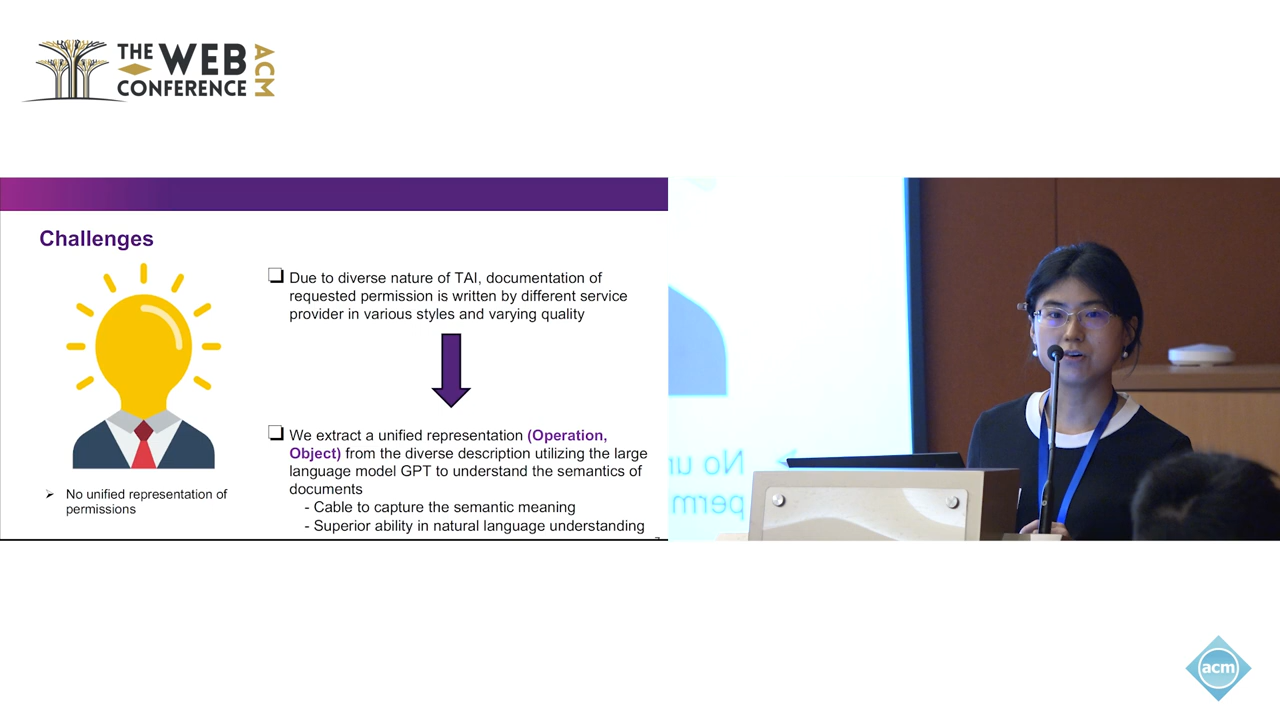 THE WEB
CONFERENCE
ACM
Challenges
❑ Due to diverse nature of TAI, documentation of
requested permission is written by different service
provider in various styles and varying quality
❑ We extract a unified representation (Operation,
Object) from the diverse description utilizing the large
language model GPT to understand the semantics of
documents
- Cable to capture the semantic meaning
- Superior ability in natural language understanding
➢ No unified representation of
permissions
No un
perm
acm